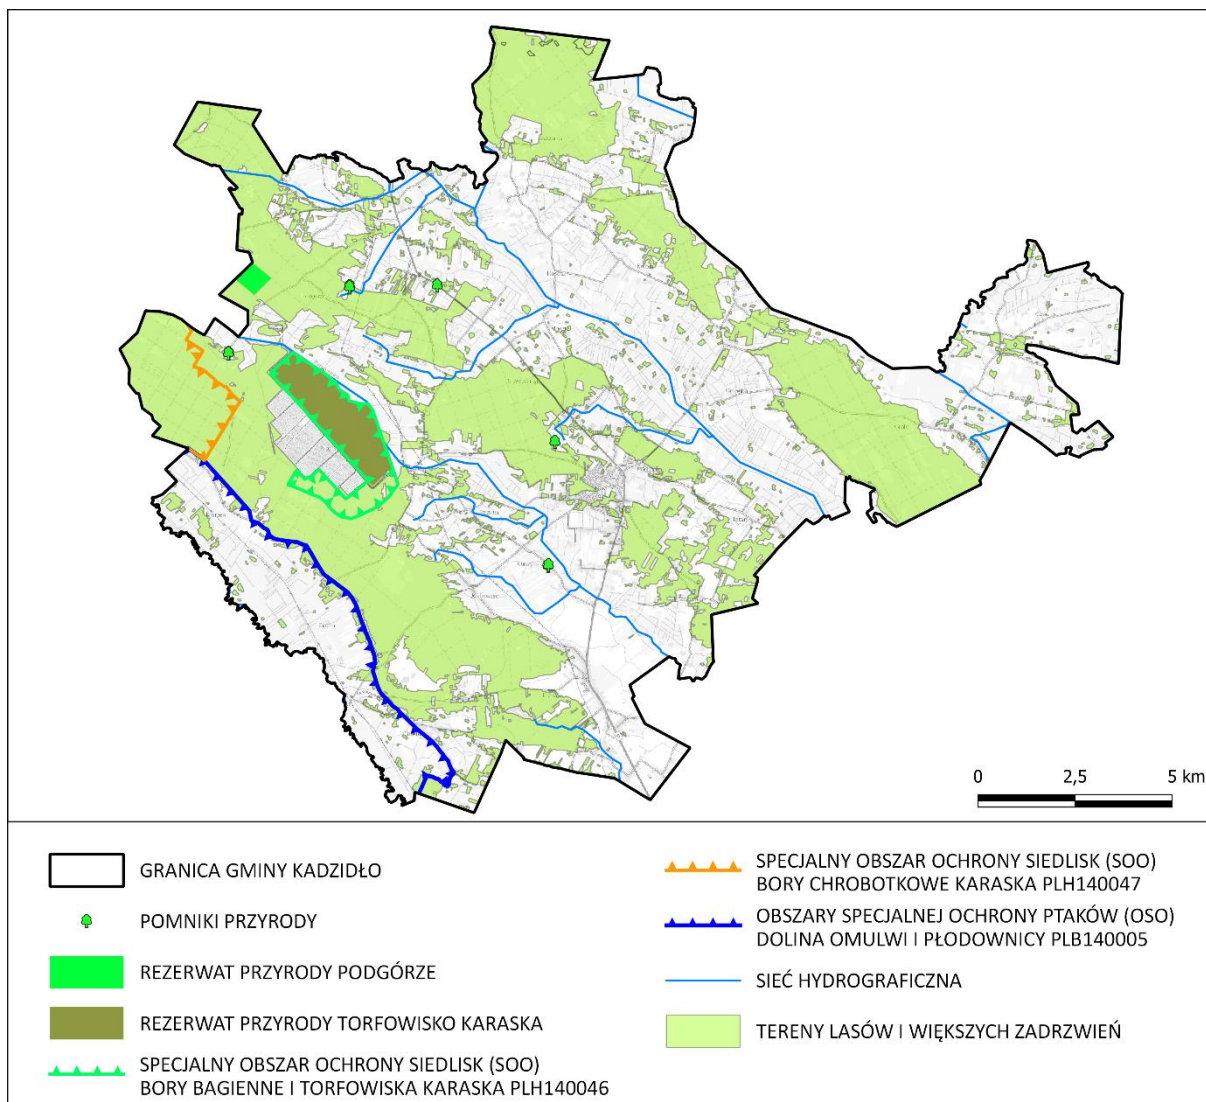 0 2,5 5 km
GRANICA GMINY KADZIDŁO
POMNIKI PRZYRODY
REZERWAT PRZYRODY PODGÓRZE
REZERWAT PRZYRODY TORFOWISKO KARASKA
SPECJALNY OBSZAR OCHRONY SIEDLISK (SOO)
BORY BAGIENNE I TORFOWISKA KARASKA PLH140046
SPECJALNY OBSZAR OCHRONY SIEDLISK (SOO)
BORY CHROBOTKOWE KARASKA PLH140047
OBSZARY SPECJALNEJ OCHRONY PTAKÓW (OSO)
DOLINA OMULWI I PŁODOWNICY PLB140005
SIEĆ HYDROGRAFICZNA
TERENY LASÓW I WIĘKSZYCH ZADRZWIEŃ